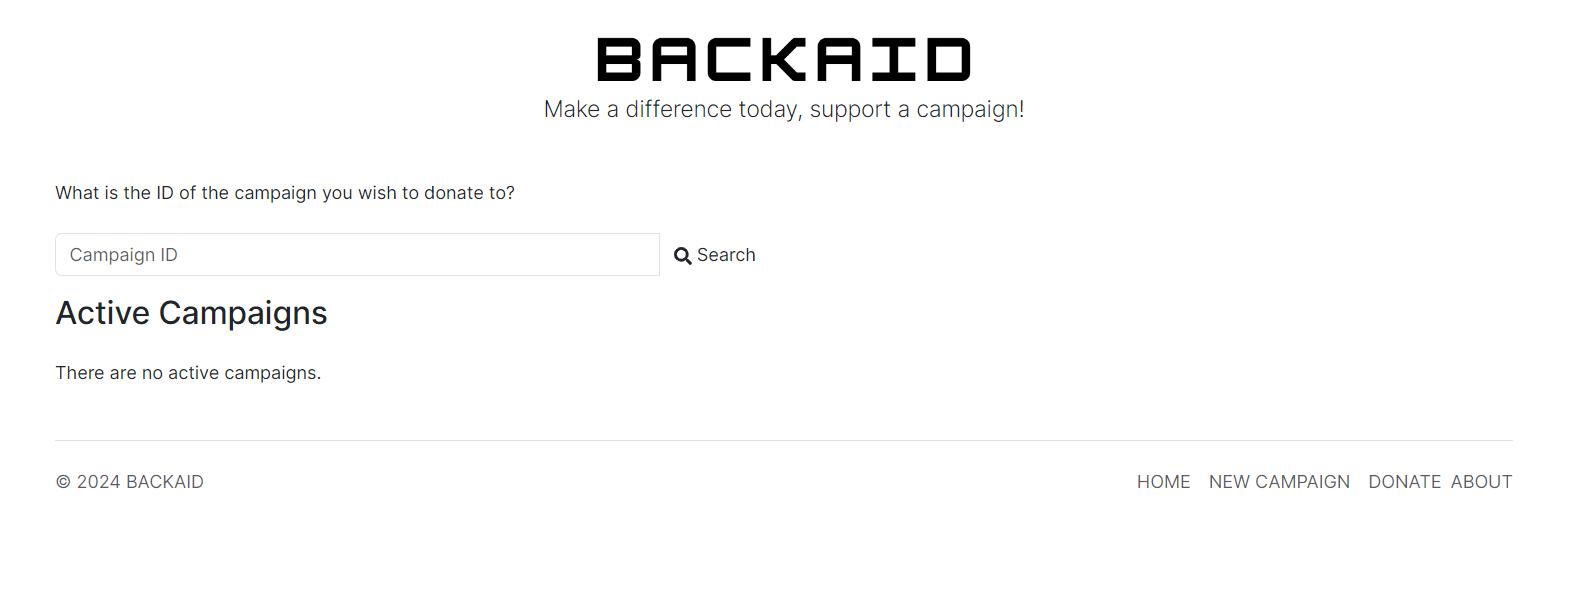 BACKAID
Make a difference today, support a campaign!
What is the ID of the campaign you wish to donate to?
Campaign ID
Search
Active Campaigns
There are no active campaigns.
© 2024 BACKAID
HOME NEW CAMPAIGN DONATE ABOUT